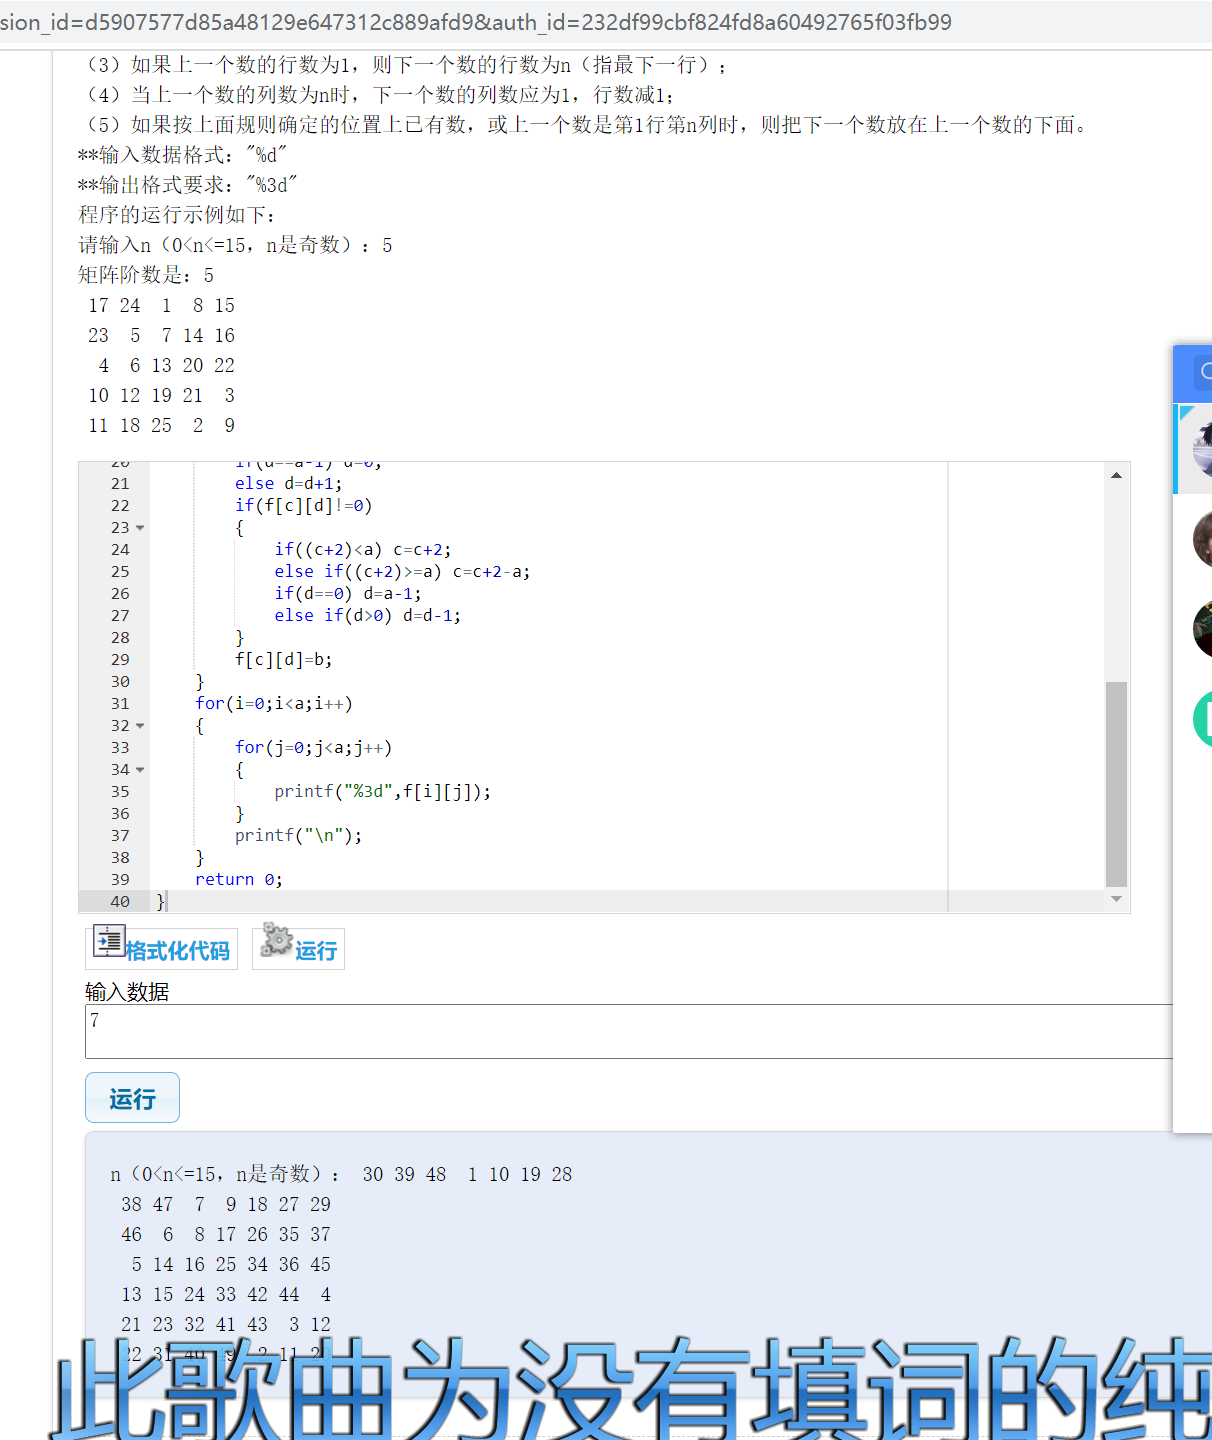 sion_id=d5907577d85a48129e647312c889afd9&auth_id=232df99cbf824fd8a60492765f03fb99
（3）如果上一个数的行数为1，则下一个数的行数为n（指最下一行）；
（4）当上一个数的列数为n时，下一个数的列数应为1，行数减1；
（5）如果按上面规则确定的位置上已有数，或上一个数是第1行第n列时，则把下一个数放在上一个数的下面。
**输入数据格式："%d"
**输出格式要求："%3d"
程序的运行示例如下：
请输入n（0<n<=15，n是奇数）：5
矩阵阶数是：5
 17 24  1  8 15
 23  5  7 14 16
  4  6 13 20 22
 10 12 19 21  3
 11 18 25  2  9
20 if(d==a-1) d=0;
21 else d=d+1;
22 if(f[c][d]!=0)
23 {
24 if((c+2)<a) c=c+2;
25 else if((c+2)>=a) c=c+2-a;
26 if(d==0) d=a-1;
27 else if(d>0) d=d-1;
28 }
29 f[c][d]=b;
30 }
31 for(i=0;i<a;i++)
32 {
33 for(j=0;j<a;j++)
34 {
35 printf("%3d",f[i][j]);
36 }
37 printf("\n");
38 }
39 return 0;
40 }
格式化代码 运行
输入数据
7
运行
n（0<n<=15，n是奇数）： 30 39 48  1 10 19 28
 38 47  7  9 18 27 29
 46  6  8 17 26 35 37
  5 14 16 25 34 36 45
 13 15 24 33 42 44  4
 21 23 32 41 43  3 12
 22 31 40 49  2 11 20
此歌曲为没有填词的纯